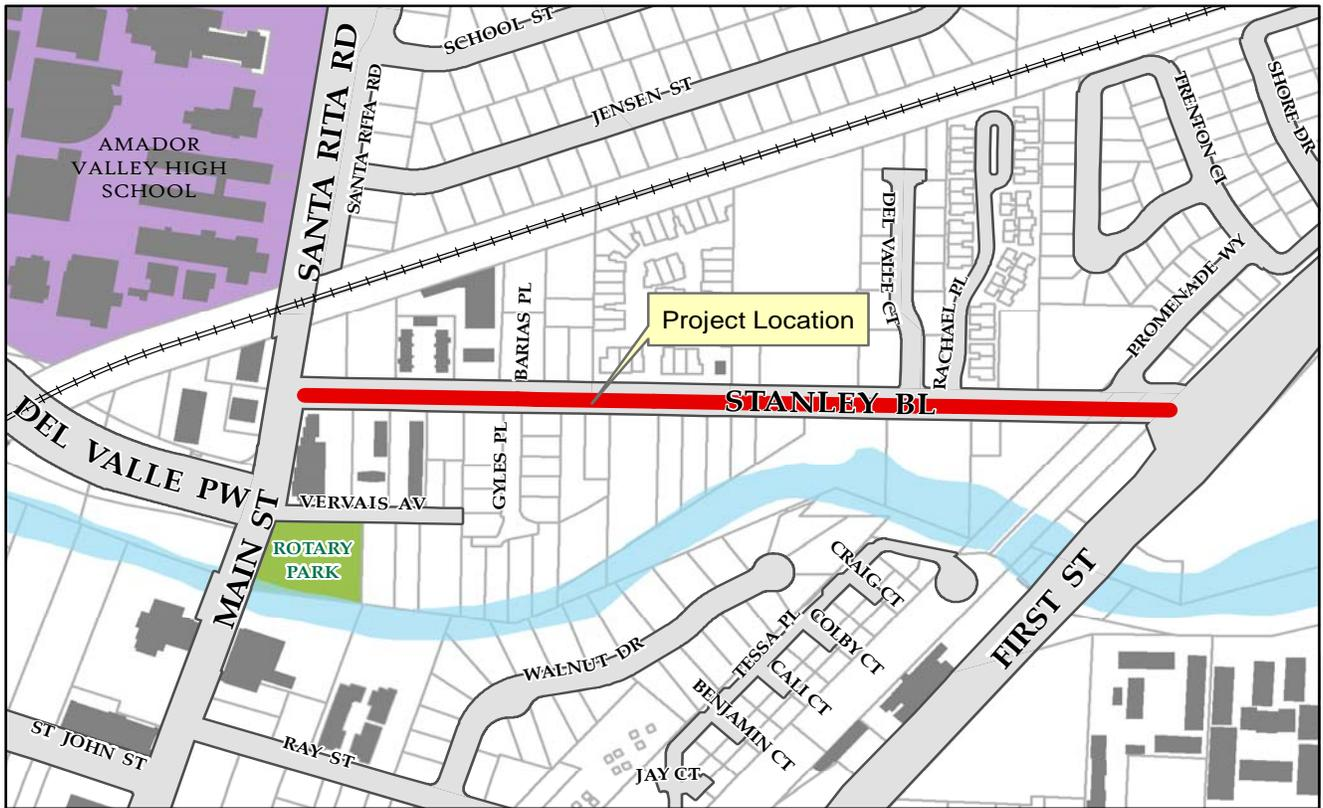 SCHOOL ST
SANTA RITA RD
SANTA RITA RD
JENSEN ST
TRENTON CI
SHORE DR
AMADOR
VALLEY HIGH
SCHOOL
DEL VALLE CT
RACHAEL PL
PROMENADE WY
BARIAS PL
Project Location
STANLEY BL
DEL VALLE PW
GYLES PL
VERVAIS AV
MAIN ST
ROTARY
PARK
CRAIG CT
COLBY CT
TESSA PL
CALI CT
FIRST ST
WALNUT DR
BENJAMIN CT
ST JOHN ST
RAY ST
JAY CT